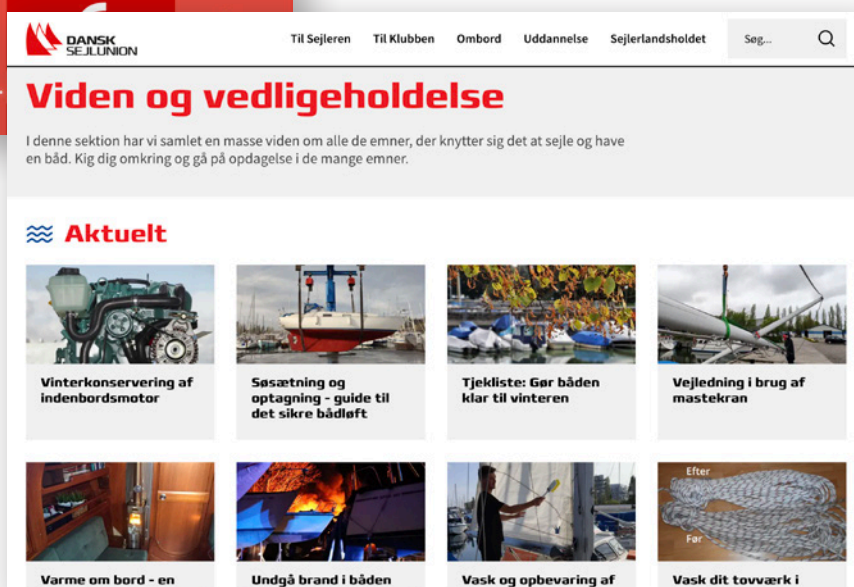 DANSK
SEJLUNION
Til Sejleren Til Klubben Ombord Uddannelse Sejlerlandsholdet Søg...
Viden og vedligeholdelse
I denne sektion har vi samlet en masse viden om alle de emner, der knytter sig det at sejle og have
en båd. Kig dig omkring og gå på opdagelse i de mange emner.
Aktuelt
Vinterkonservering af
indenbordsmotor
Søsætning og
optagning - guide til
det sikre bådløft
Tjekliste: Gør båden
klar til vinteren
Vejledning i brug af
mastekran
Efter
Før
Varme om bord - en
Undgå brand i båden
Vask og opbevaring af
Vask dit tovværk i